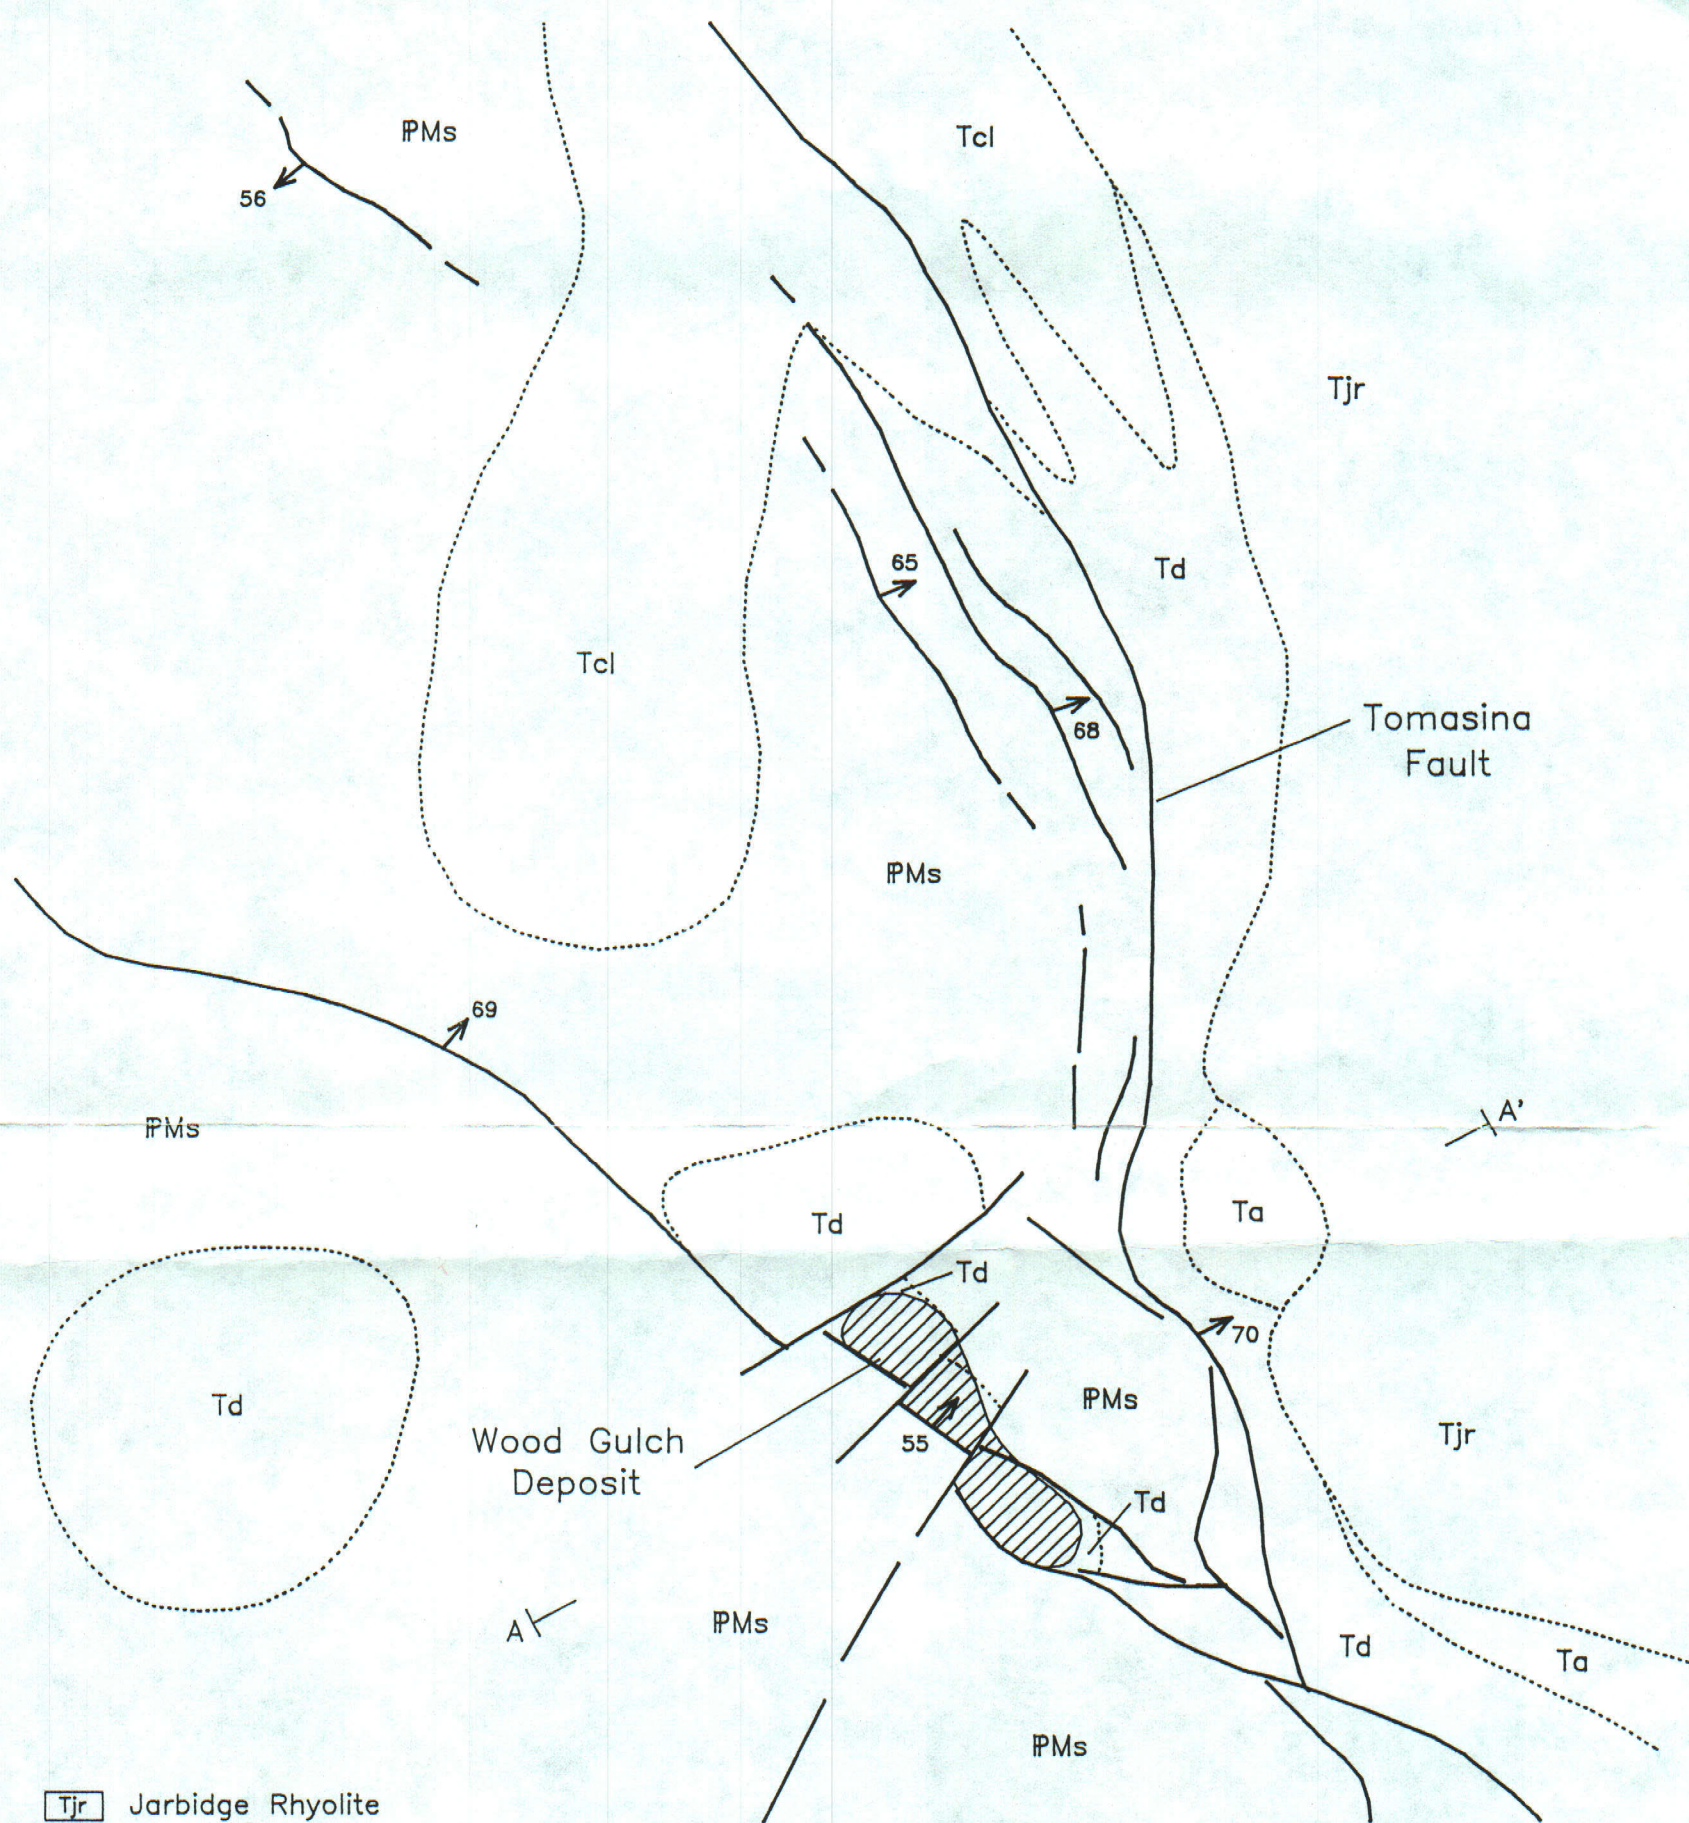 ℙMs
Tcl
56
Tjr
65
Td
Tcl
68
Tomasina
Fault
ℙMs
69
A'
ℙMs
Ta
Td
Td
70
ℙMs
Td
Tjr
Wood Gulch
Deposit
55
Td
A
ℙMs
Td
Ta
ℙMs
Tjr Jarbidge Rhyolite